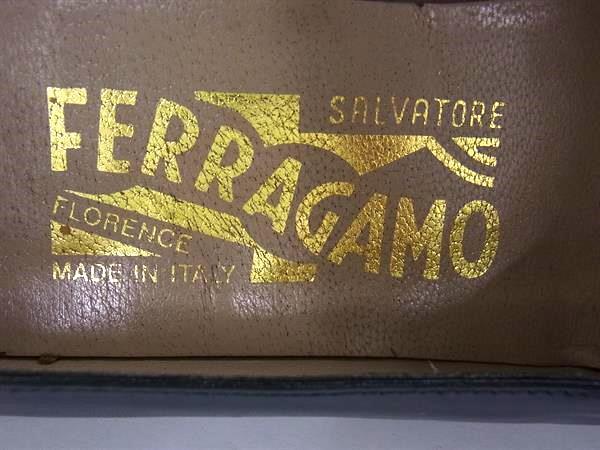 SALVATORE
FERRAGAMO
FLORENCE
MADE IN ITALY